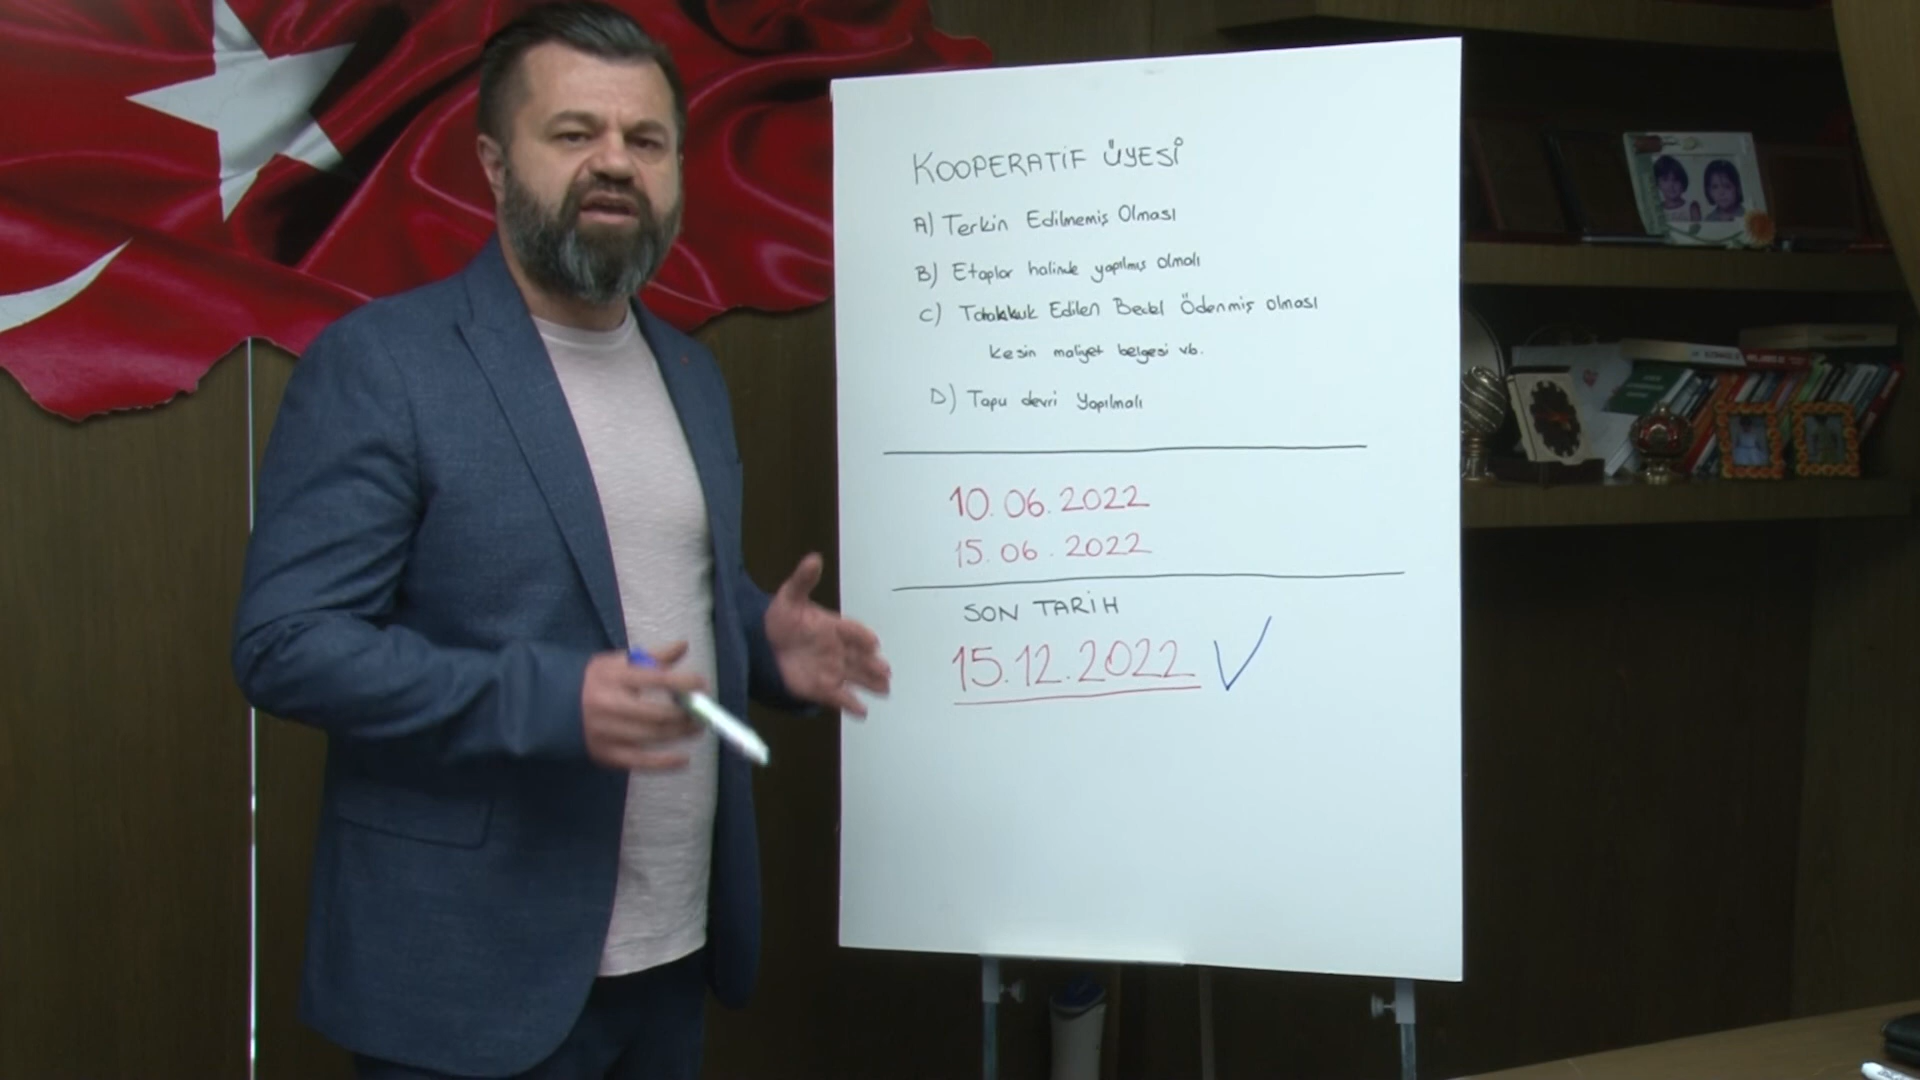 KOOPERATİF ÜYESİ
A) Terkin Edilmemiş Olması
B) Etaplar halinde yapılmış olmalı
C) Tahakkuk Edilen Bedel Ödenmiş olması
Kesin maliyet belgesi vb.
D) Tapu devri Yapılmalı
10.06.2022
15.06.2022
SON TARİH
15.12.2022